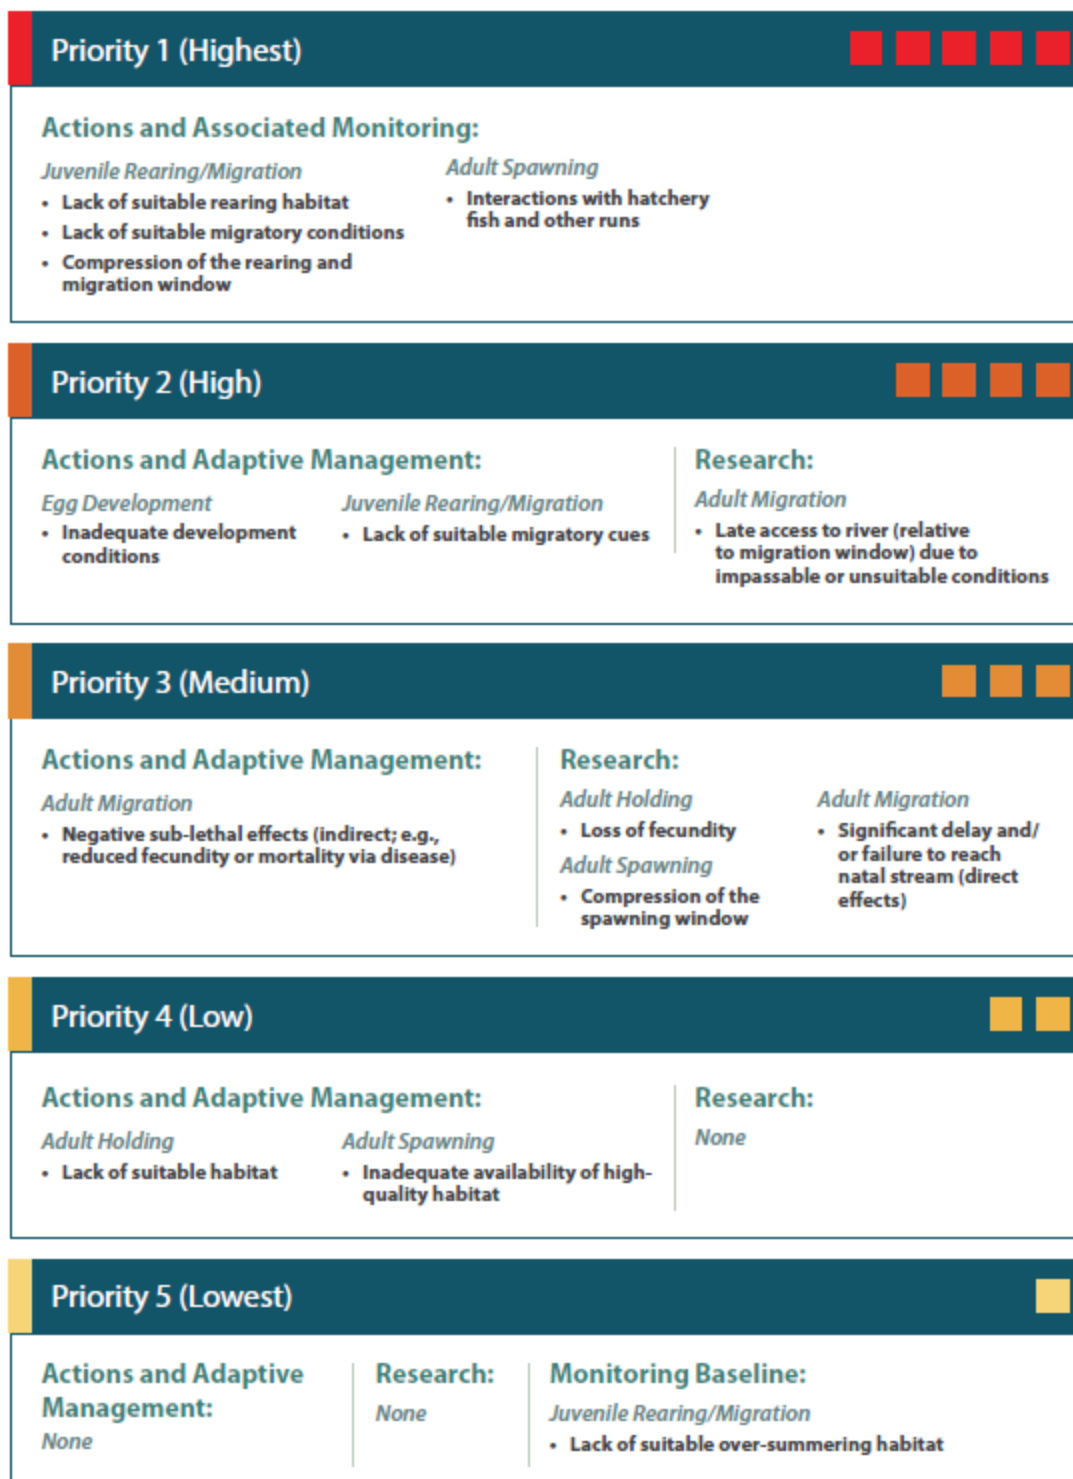 Priority 1 (Highest)
Actions and Associated Monitoring:
Juvenile Rearing/Migration
• Lack of suitable rearing habitat
• Lack of suitable migratory conditions
• Compression of the rearing and
migration window
Adult Spawning
• Interactions with hatchery
fish and other runs
Priority 2 (High)
Actions and Adaptive Management:
Egg Development
• Inadequate development
conditions
Juvenile Rearing/Migration
• Lack of suitable migratory cues
Research:
Adult Migration
• Late access to river (relative
to migration window) due to
impassable or unsuitable conditions
Priority 3 (Medium)
Actions and Adaptive Management:
Adult Migration
• Negative sub-lethal effects (indirect; e.g.,
reduced fecundity or mortality via disease)
Research:
Adult Holding
• Loss of fecundity
Adult Spawning
• Compression of the
spawning window
Adult Migration
• Significant delay and/
or failure to reach
natal stream (direct
effects)
Priority 4 (Low)
Actions and Adaptive Management:
Adult Holding
• Lack of suitable habitat
Adult Spawning
• Inadequate availability of high-
quality habitat
Research:
None
Priority 5 (Lowest)
Actions and Adaptive
Management:
None
Research:
None
Monitoring Baseline:
Juvenile Rearing/Migration
• Lack of suitable over-summering habitat